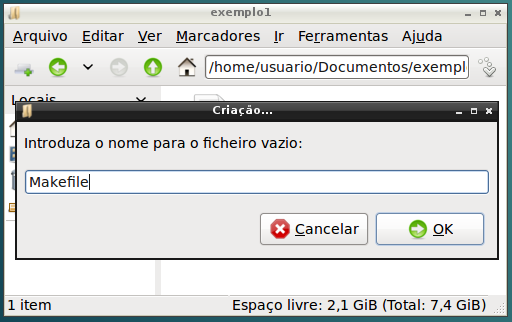 exemplo1
Arquivo Editar Ver Marcadores Ir Ferramentas Ajuda
/home/usuario/Documentos/exempl
Locais
Criação...
Introduza o nome para o ficheiro vazio:
Makefile
Cancelar OK
1 item Espaço livre: 2,1 GiB (Total: 7,4 GiB)